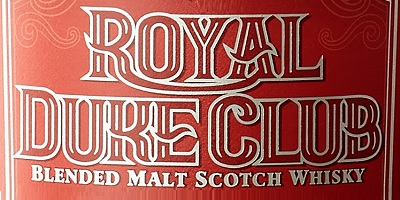 ROYAL
DUKE CLUB
BLENDED MALT SCOTCH WHISKY